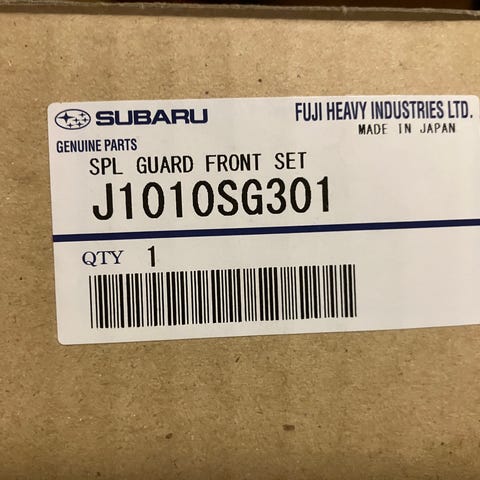 SUBARU
FUJI HEAVY INDUSTRIES LTD.
MADE IN JAPAN
GENUINE PARTS
SPL GUARD FRONT SET
J1010SG301
QTY 1